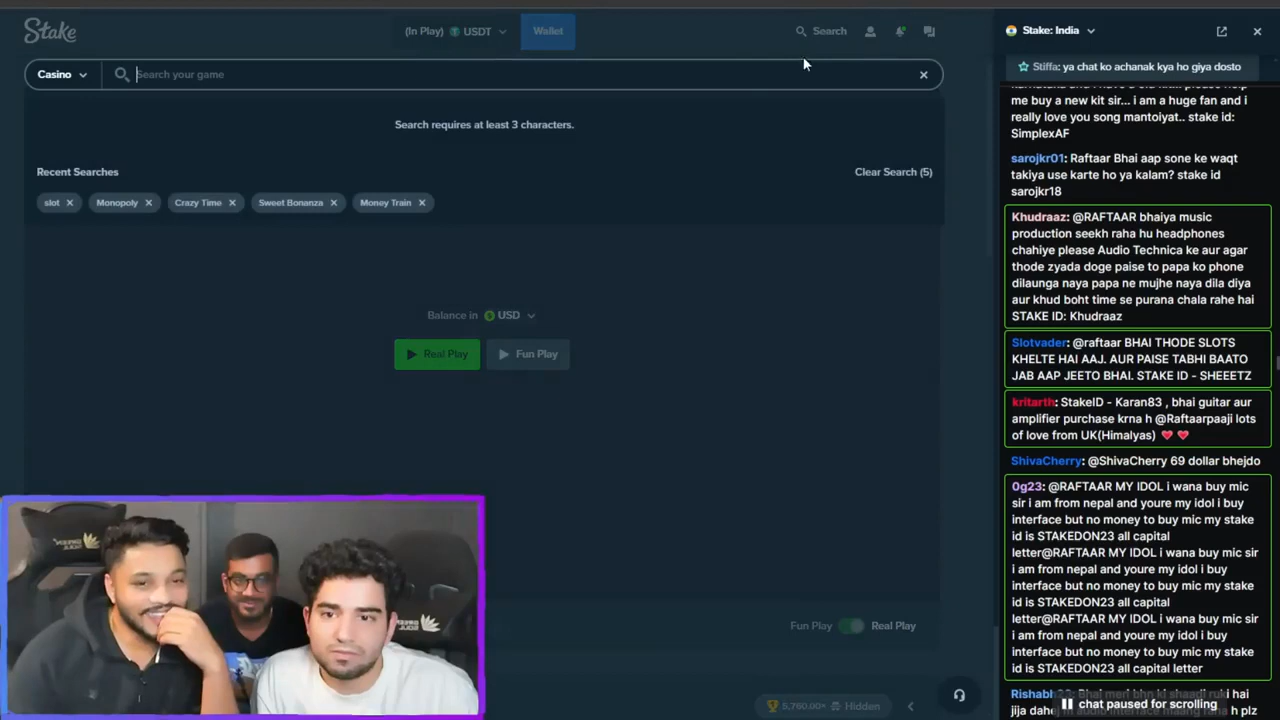 Stake
(In Play) USDT
Wallet
Search
Casino
Search your game
Search requires at least 3 characters.
Recent Searches
Clear Search (5)
slot
Monopoly
Crazy Time
Sweet Bonanza
Money Train
Balance in USD
Real Play
Fun Play
Fun Play
Real Play
5,760.00+
Hidden
GREEN
SOUL
Stake: India
Stiffa: ya chat ko achanak kya ho giya dosto
me buy a new kit sir... i am a huge fan and i
really love you song mantoiyat.. stake id:
SimplexAF
sarojkr01: Raftaar Bhai aap sone ke waqt
takiya use karte ho ya kalam? stake id
sarojkr18
Khudraaz: @RAFTAAR bhaiya music
production seekh raha hu headphones
chahiye please Audio Technica ke aur agar
thode zyada doge paise to papa ko phone
dilaunga naya papa ne mujhe naya dila diya
aur khud boht time se purana chala rahe hai
STAKE ID: Khudraaz
Slotvader: @raftaar BHAI THODE SLOTS
KHELTE HAI AAJ. AUR PAISE TABHI BAATO
JAB AAP JEETO BHAI. STAKE ID - SHEEETZ
kritarth: StakeID - Karan83 , bhai guitar aur
amplifier purchase krna h @Raftaarpaaji lots
of love from UK(Himalyas) ❤️ ❤️
ShivaCherry: @ShivaCherry 69 dollar bhejdo
0g23: @RAFTAAR MY IDOL i wana buy mic
sir i am from nepal and youre my idol i buy
interface but no money to buy mic my stake
id is STAKEDON23 all capital
letter@RAFTAAR MY IDOL i wana buy mic sir
i am from nepal and youre my idol i buy
interface but no money to buy mic my stake
id is STAKEDON23 all capital
letter@RAFTAAR MY IDOL i wana buy mic sir
i am from nepal and youre my idol i buy
interface but no money to buy mic my stake
id is STAKEDON23 all capital letter
Bhai meri bhn ki shaadi ruki hai
chat paused for scrolling